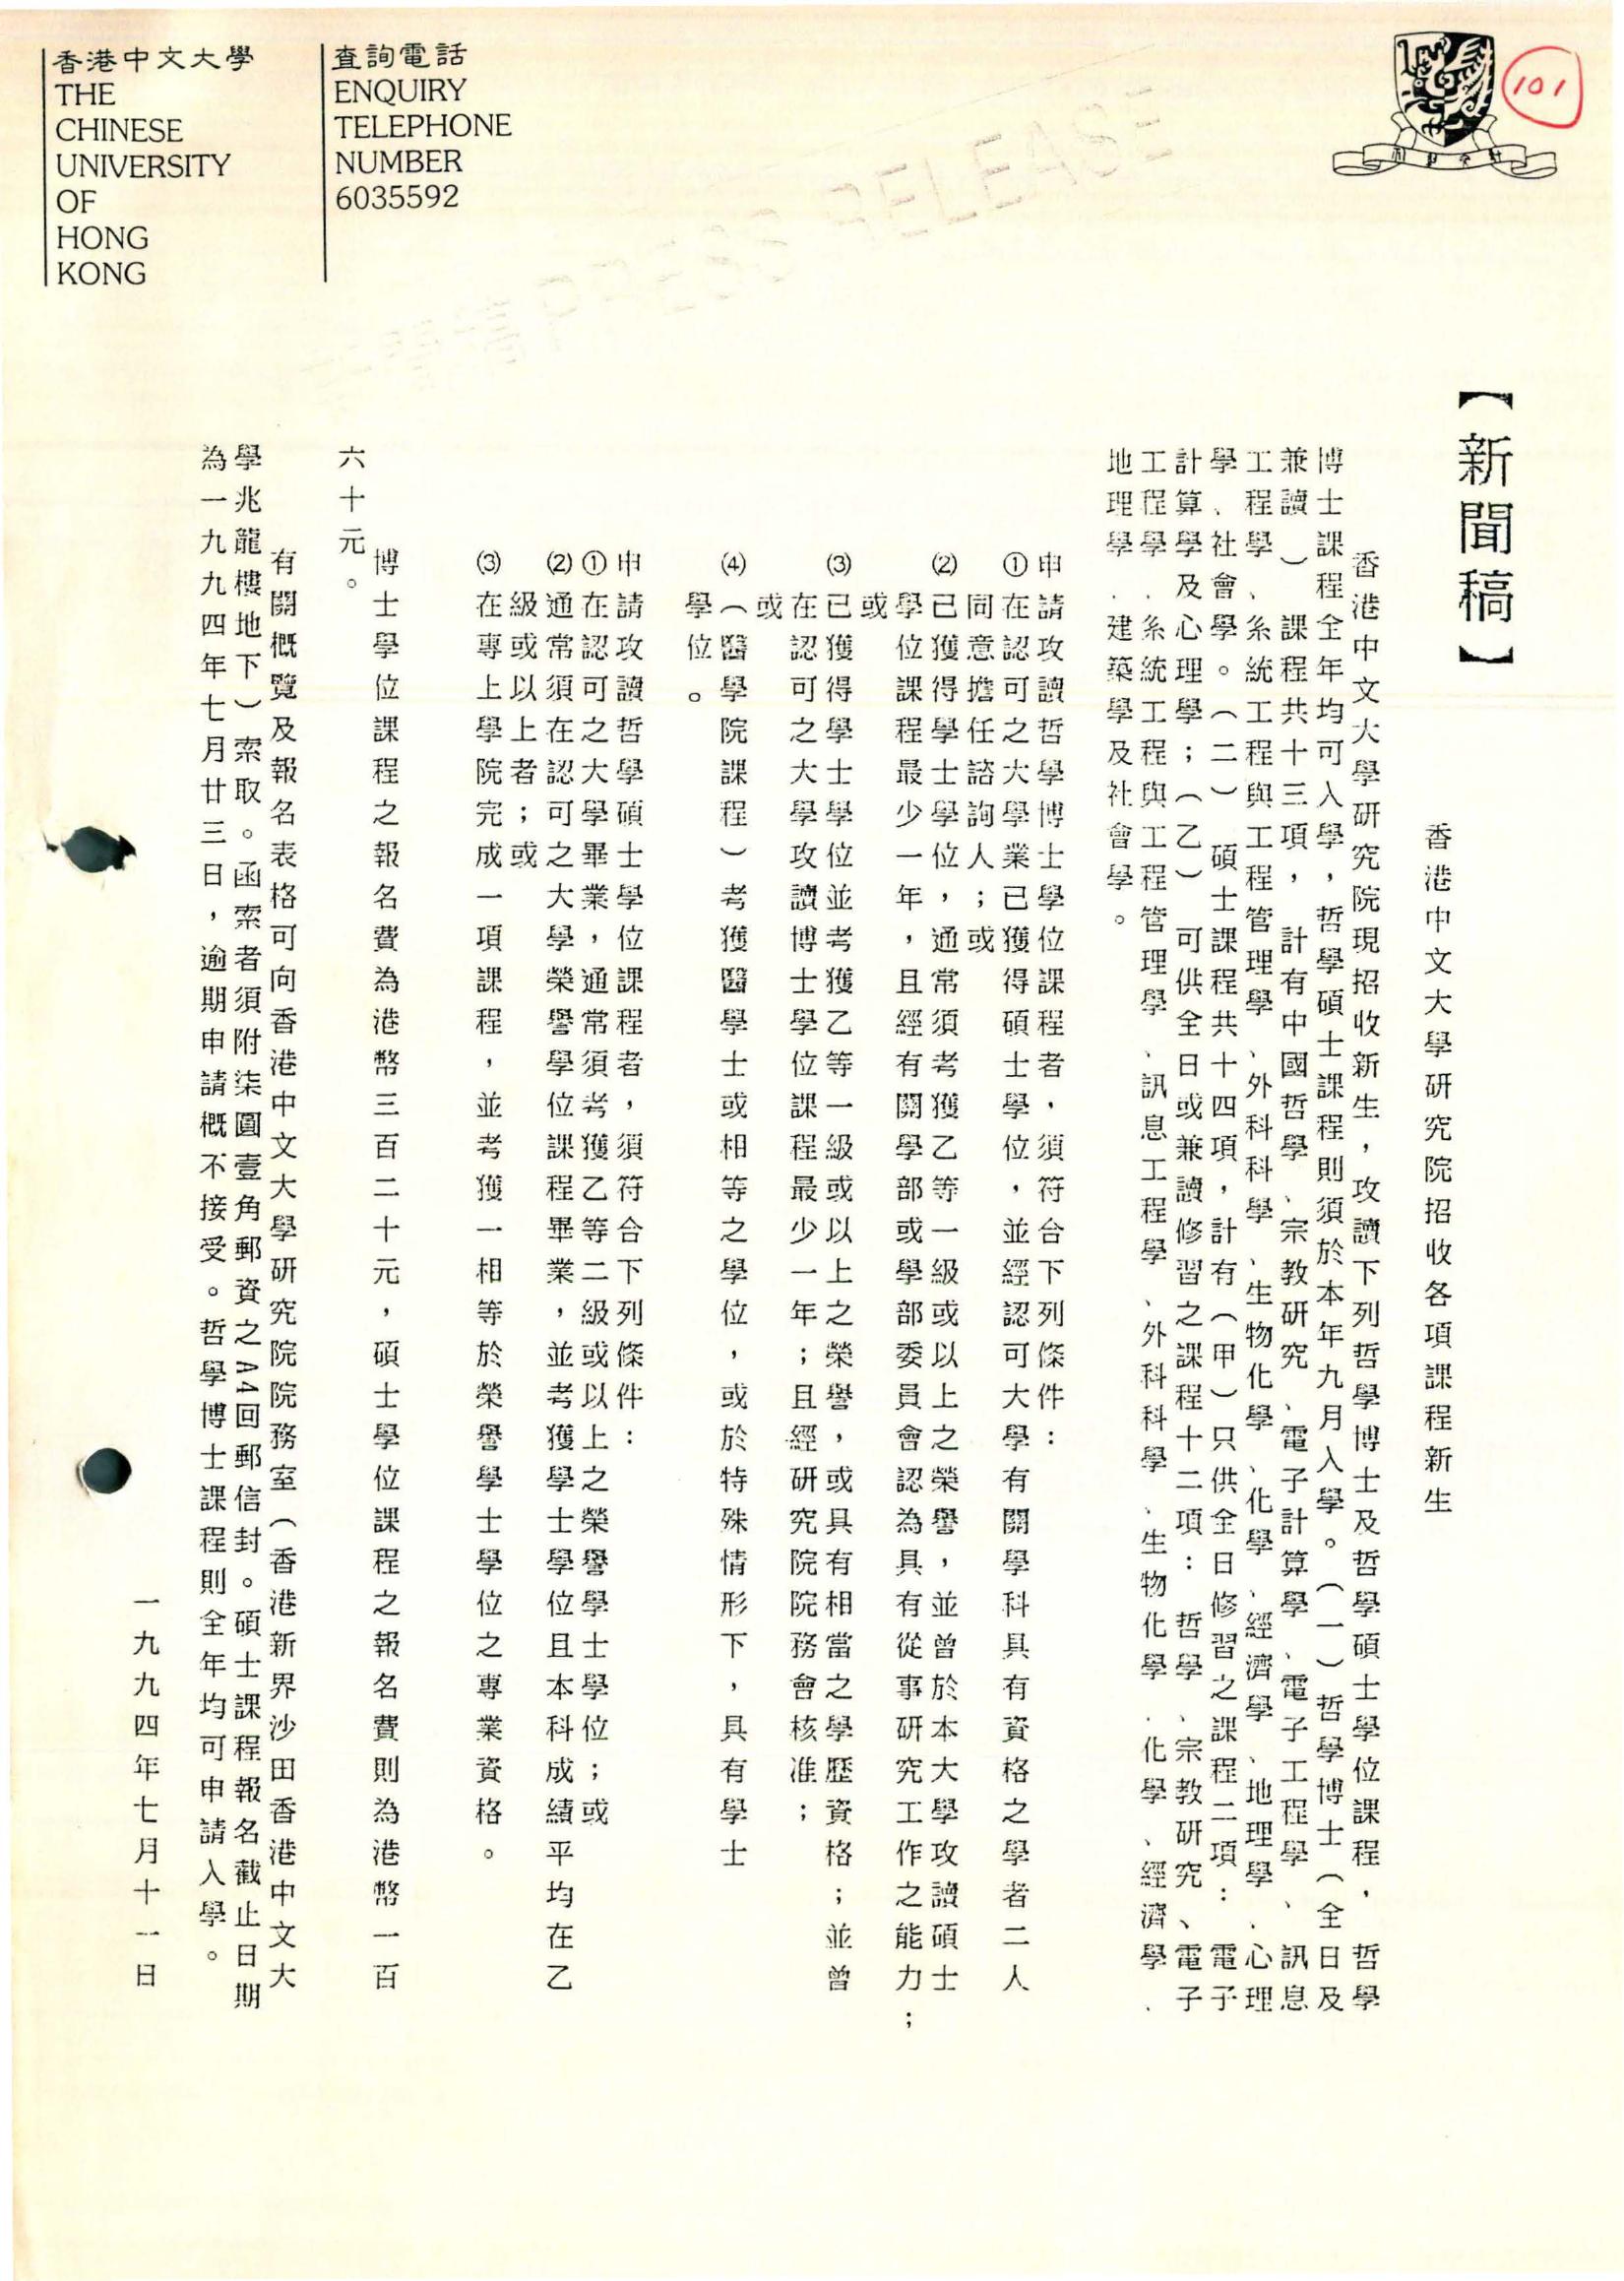 香港中文大學
THE
CHINESE
UNIVERSITY
OF
HONG
KONG
查詢電話
ENQUIRY
TELEPHONE
NUMBER
6035592
101
PRESS RELEASE
【新聞稿】
香港中文大學研究院招收各項課程新生
香港中文大學研究院現招收新生，攻讀下列哲學博士及哲學碩士學位課程，哲學
博士課程全年均可入學，哲學碩士課程則須於本年九月入學。（一）哲學博士（全日及
兼讀）課程共十三項，計有中國哲學、宗教研究、電子計算學、電子工程學、訊息
工程學、系統工程與工程管理學、外科科學、生物化學、化學、經濟學、地理學、心理
學、社會學。（二）碩士課程共十四項，計有（甲）只供全日修習之課程二項：電子
計算學及心理學；（乙）可供全日或兼讀修習之課程十二項：哲學、宗教研究、電子
工程學、系統工程與工程管理學、訊息工程學、外科科學、生物化學、化學、經濟學、
地理學、建築學及社會學。
申請攻讀哲學博士學位課程者，須符合下列條件：
①在認可之大學業已獲得碩士學位，並經認可大學有關學科具有資格之學者二人
同意擔任諮詢人；或
(2)已獲得學士學位，通常須考獲乙等一級或以上之榮譽，並曾於本大學攻讀碩士
學位課程最少一年，且經有關學部或學部委員會認為具有從事研究工作之能力；
或
(3)已獲得學士學位並考獲乙等一級或以上之榮譽，或具有相當之學歷資格；並曾
在認可之大學攻讀博士學位課程最少一年；且經研究院院務會核准；
或
(4)（醫學院課程）考獲醫學士或相等之學位，或於特殊情形下，具有學士
學位。
申請攻讀哲學碩士學位課程者，須符合下列條件：
①在認可之大學畢業，通常須考獲乙等二級或以上之榮譽學士學位；或
(2)通常須在認可之大學榮譽學位課程畢業，並考獲學士學位且本科成績平均在乙
級或以上者；或
(3)在專上學院完成一項課程，並考獲一相等於榮譽學士學位之專業資格。
博士學位課程之報名費為港幣三百二十元，碩士學位課程之報名費則為港幣一百
六十元。
有關概覽及報名表格可向香港中文大學研究院院務室（香港新界沙田香港中文大
學兆龍樓地下）索取。函索者須附柒圓壹角郵資之A4回郵信封。碩士課程報名截止日期
為一九九四年七月廿三日，逾期申請概不接受。哲學博士課程則全年均可申請入學。
一九九四年七月十一日